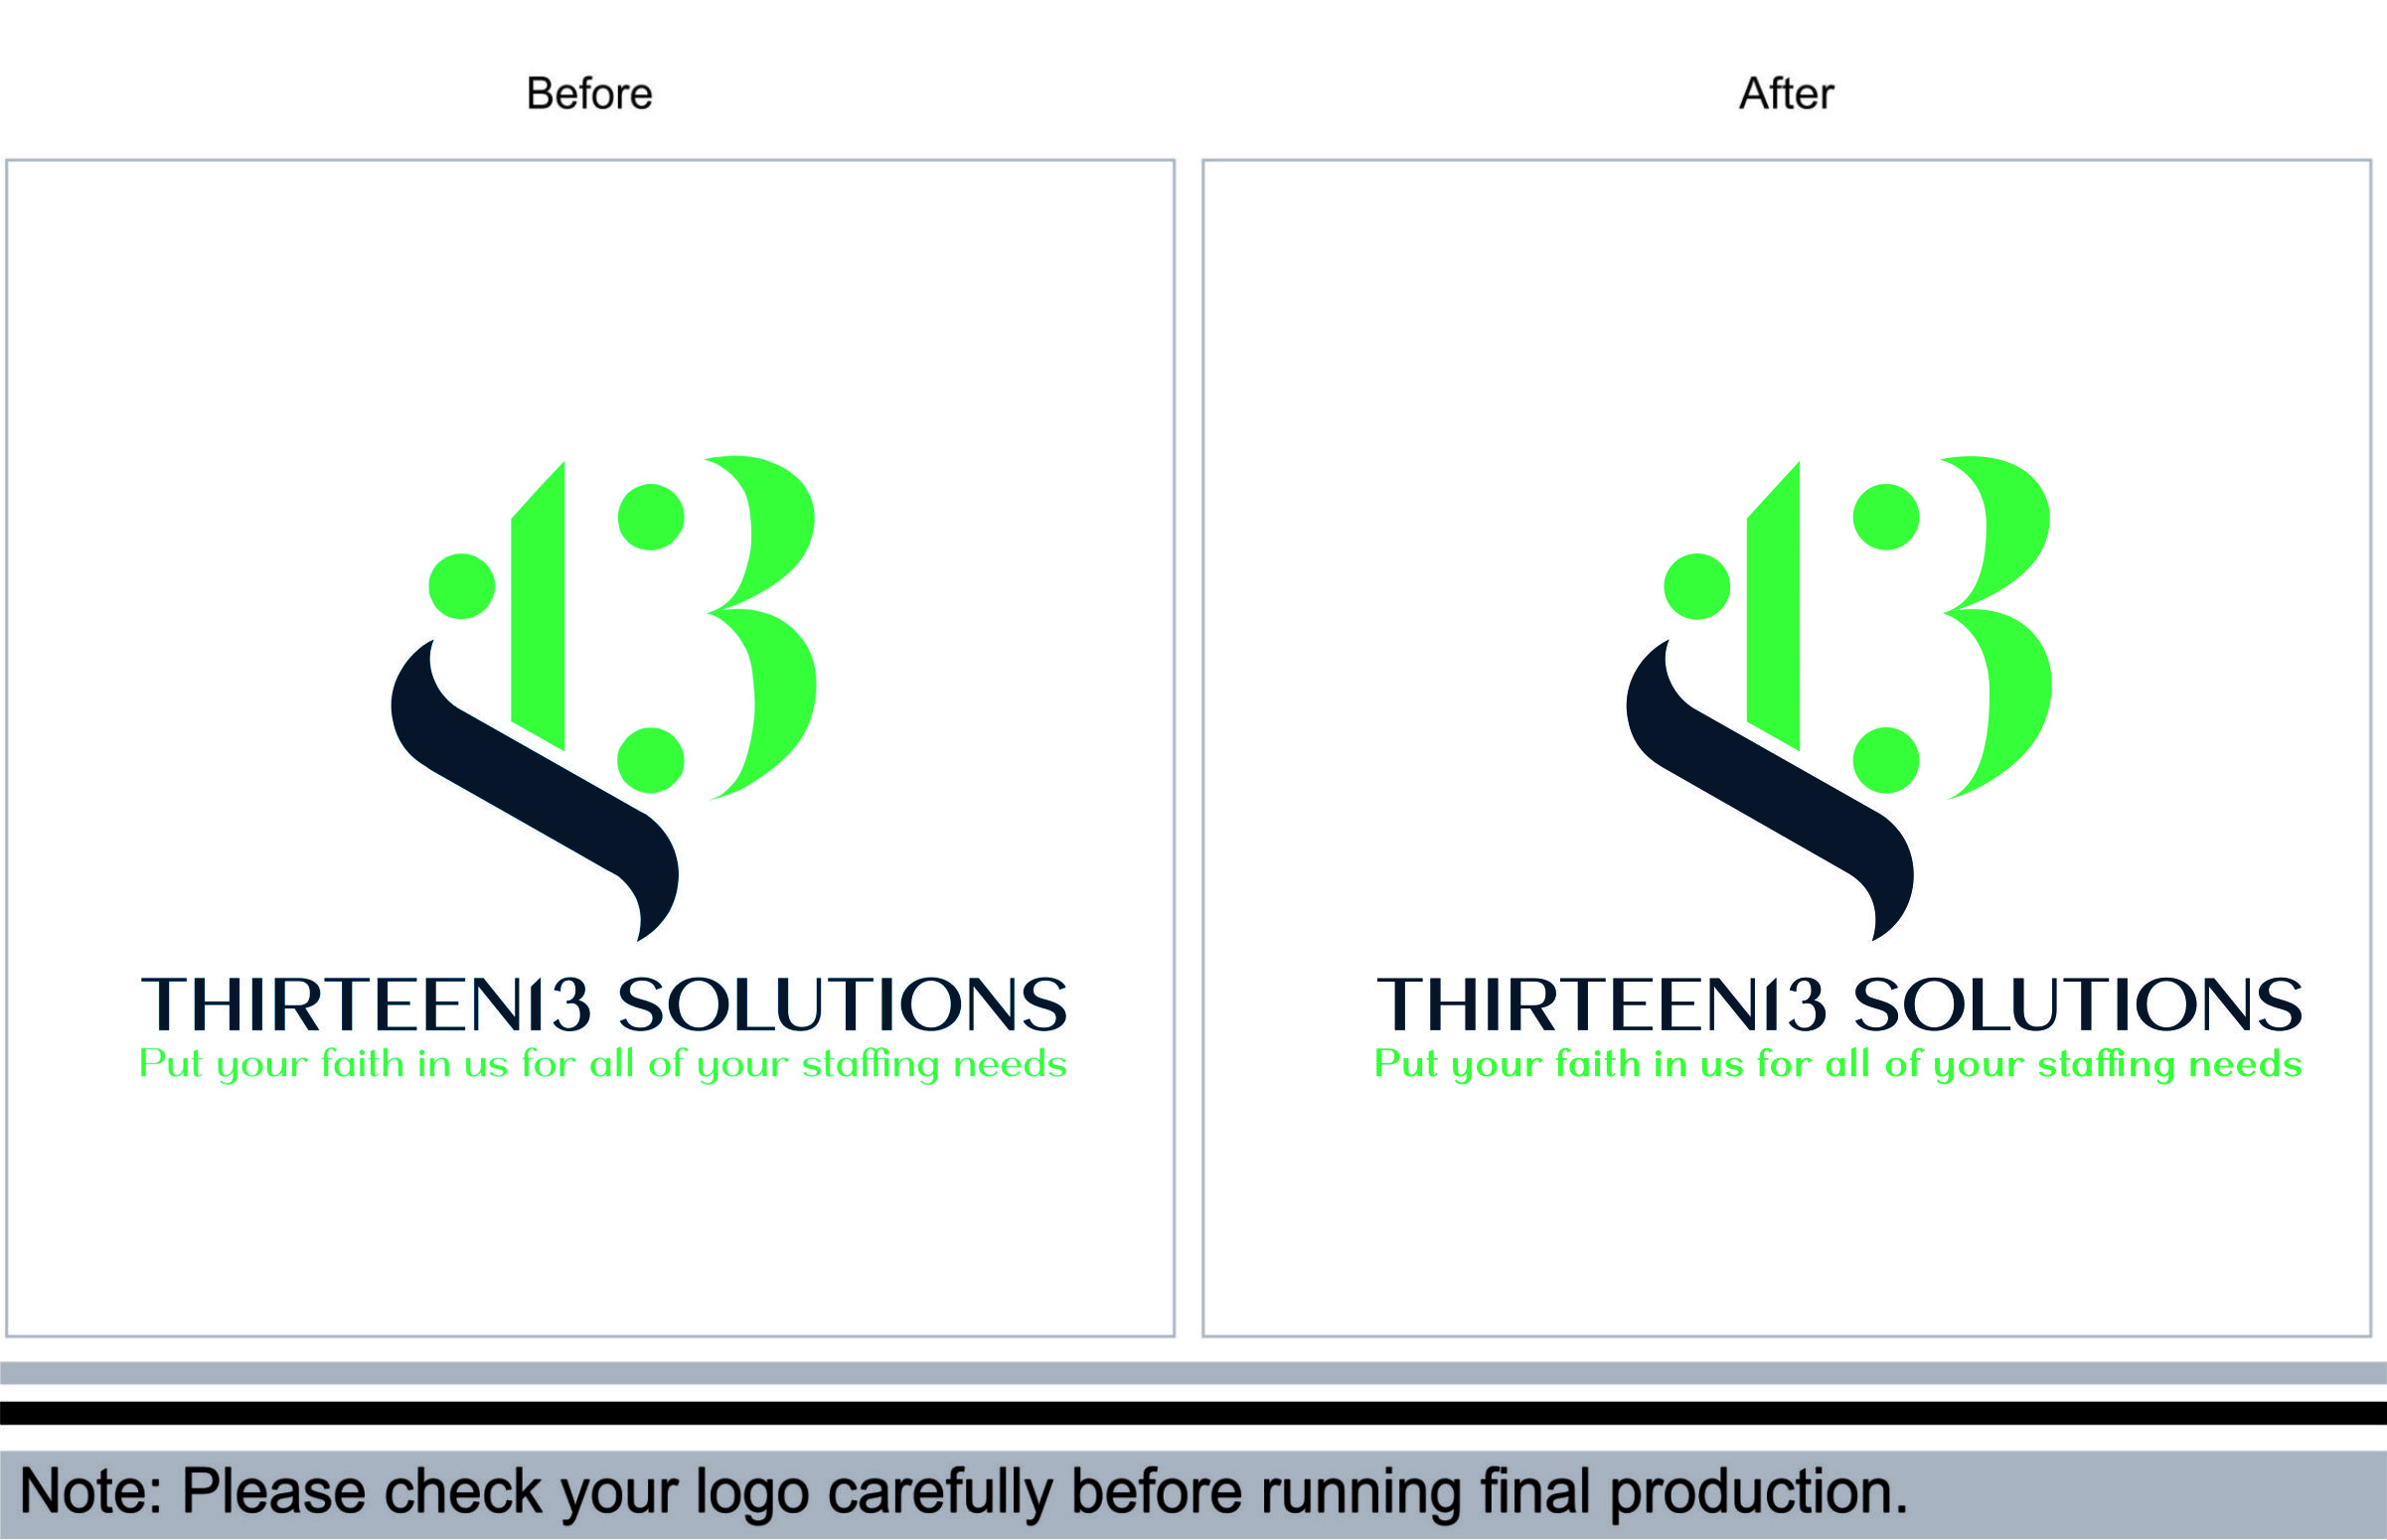 Before
After
13
THIRTEEN13 SOLUTIONS
Put your faith in us for all of your staffing needs
13
THIRTEEN13 SOLUTIONS
Put your faith in us for all of your staffing needs
Note: Please check your logo carefully before running final production.